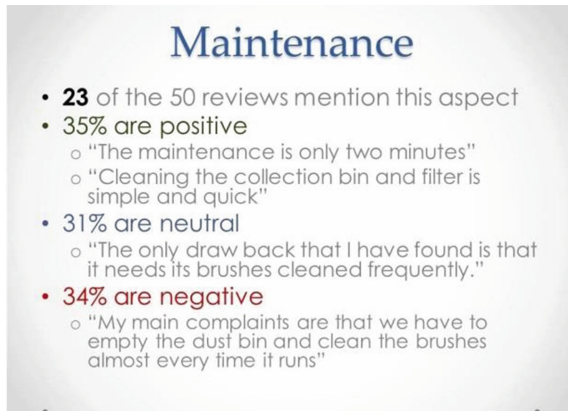 Maintenance
• 23 of the 50 reviews mention this aspect
• 35% are positive
o “The maintenance is only two minutes”
o “Cleaning the collection bin and filter is
simple and quick”
• 31% are neutral
o “The only draw back that I have found is that
it needs its brushes cleaned frequently.”
• 34% are negative
o “My main complaints are that we have to
empty the dust bin and clean the brushes
almost every time it runs”